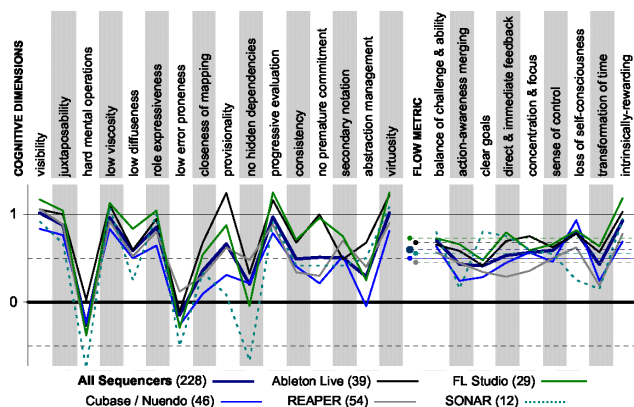 COGNITIVE DIMENSIONS
visibility
juxtaposability
hard mental operations
low viscosity
low diffuseness
role expressiveness
low error proneness
closeness of mapping
provisionality
no hidden dependencies
progressive evaluation
consistency
no premature commitment
secondary notation
abstraction management
virtuosity
FLOW METRIC
balance of challenge & ability
action-awareness merging
clear goals
direct & immediate feedback
concentration & focus
sense of control
loss of self-consciousness
transformation of time
intrinsically-rewarding
1
0
All Sequencers (228)
Ableton Live (39)
FL Studio (29)
Cubase / Nuendo (46)
REAPER (54)
SONAR (12)